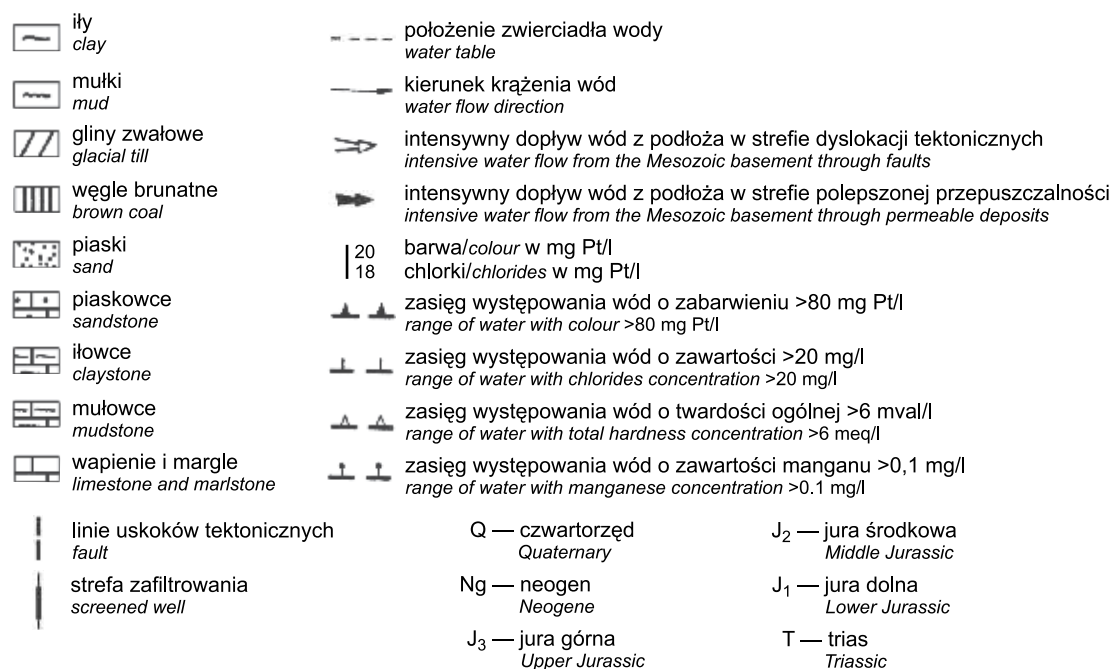 iły
clay
mułki
mud
gliny zwałowe
glacial till
węgle brunatne
brown coal
piaski
sand
piaskowce
sandstone
iłowce
claystone
mułowce
mudstone
wapienie i margle
limestone and marlstone
położenie zwierciadła wody
water table
kierunek krążenia wód
water flow direction
intensywny dopływ wód z podłoża w strefie dyslokacji tektonicznych
intensive water flow from the Mesozoic basement through faults
intensywny dopływ wód z podłoża w strefie polepszonej przepuszczalności
intensive water flow from the Mesozoic basement through permeable deposits
20 barwa/colour w mg Pt/l
18 chlorki/chlorides w mg Pt/l
zasięg występowania wód o zabarwieniu >80 mg Pt/l
range of water with colour >80 mg Pt/l
zasięg występowania wód o zawartości >20 mg/l
range of water with chlorides concentration >20 mg/l
zasięg występowania wód o twardości ogólnej >6 mval/l
range of water with total hardness concentration >6 meq/l
zasięg występowania wód o zawartości manganu >0,1 mg/l
range of water with manganese concentration >0.1 mg/l
linie uskoków tektonicznych
fault
strefa zafiltrowania
screened well
Q — czwartorzęd
Quaternary
Ng — neogen
Neogene
J₃ — jura górna
Upper Jurassic
J₂ — jura środkowa
Middle Jurassic
J₁ — jura dolna
Lower Jurassic
T — trias
Triassic